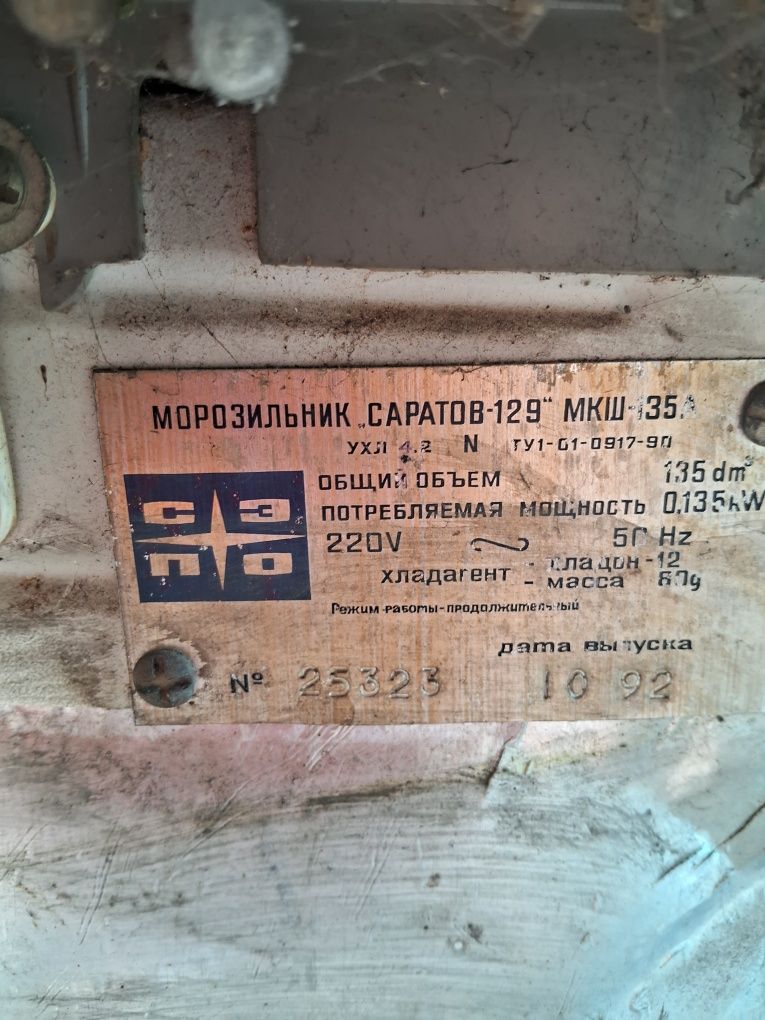 МОРОЗИЛЬНИК „САРАТОВ-129" МКШ-135А
УХЛ 4.2 N ТУ1-01-0917-90
СЭПО
ОБЩИЙ ОБЪЕМ 135 dm³
ПОТРЕБЛЯЕМАЯ МОЩНОСТЬ 0,135kW
220V ~ 50 Hz
ХЛАДАГЕНТ - хладон-12
- масса g
Режим работы-продолжительный
дата выпуска
№ 25323 10 92